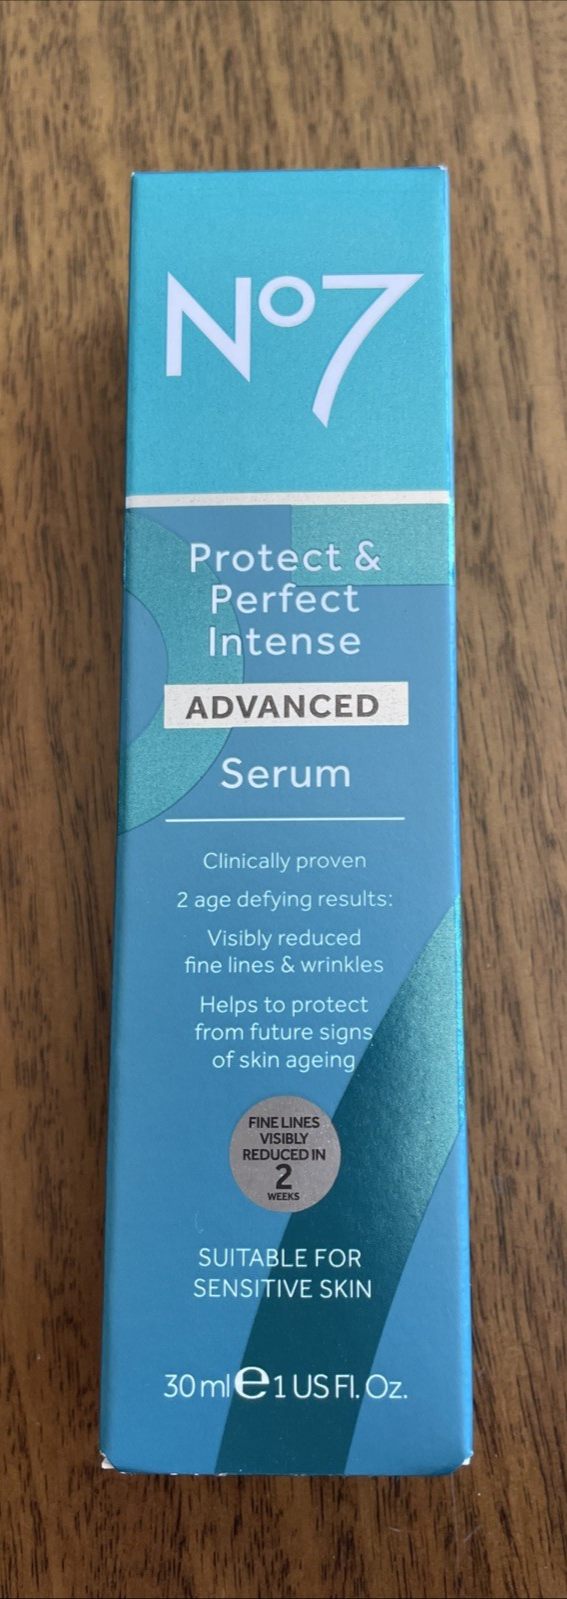 No7
Protect &
Perfect
Intense
ADVANCED
Serum
Clinically proven
2 age defying results:
Visibly reduced
fine lines & wrinkles
Helps to protect
from future signs
of skin ageing
FINE LINES
VISIBLY
REDUCED IN
2
WEEKS
SUITABLE FOR
SENSITIVE SKIN
30 ml ℮ 1 US Fl. Oz.